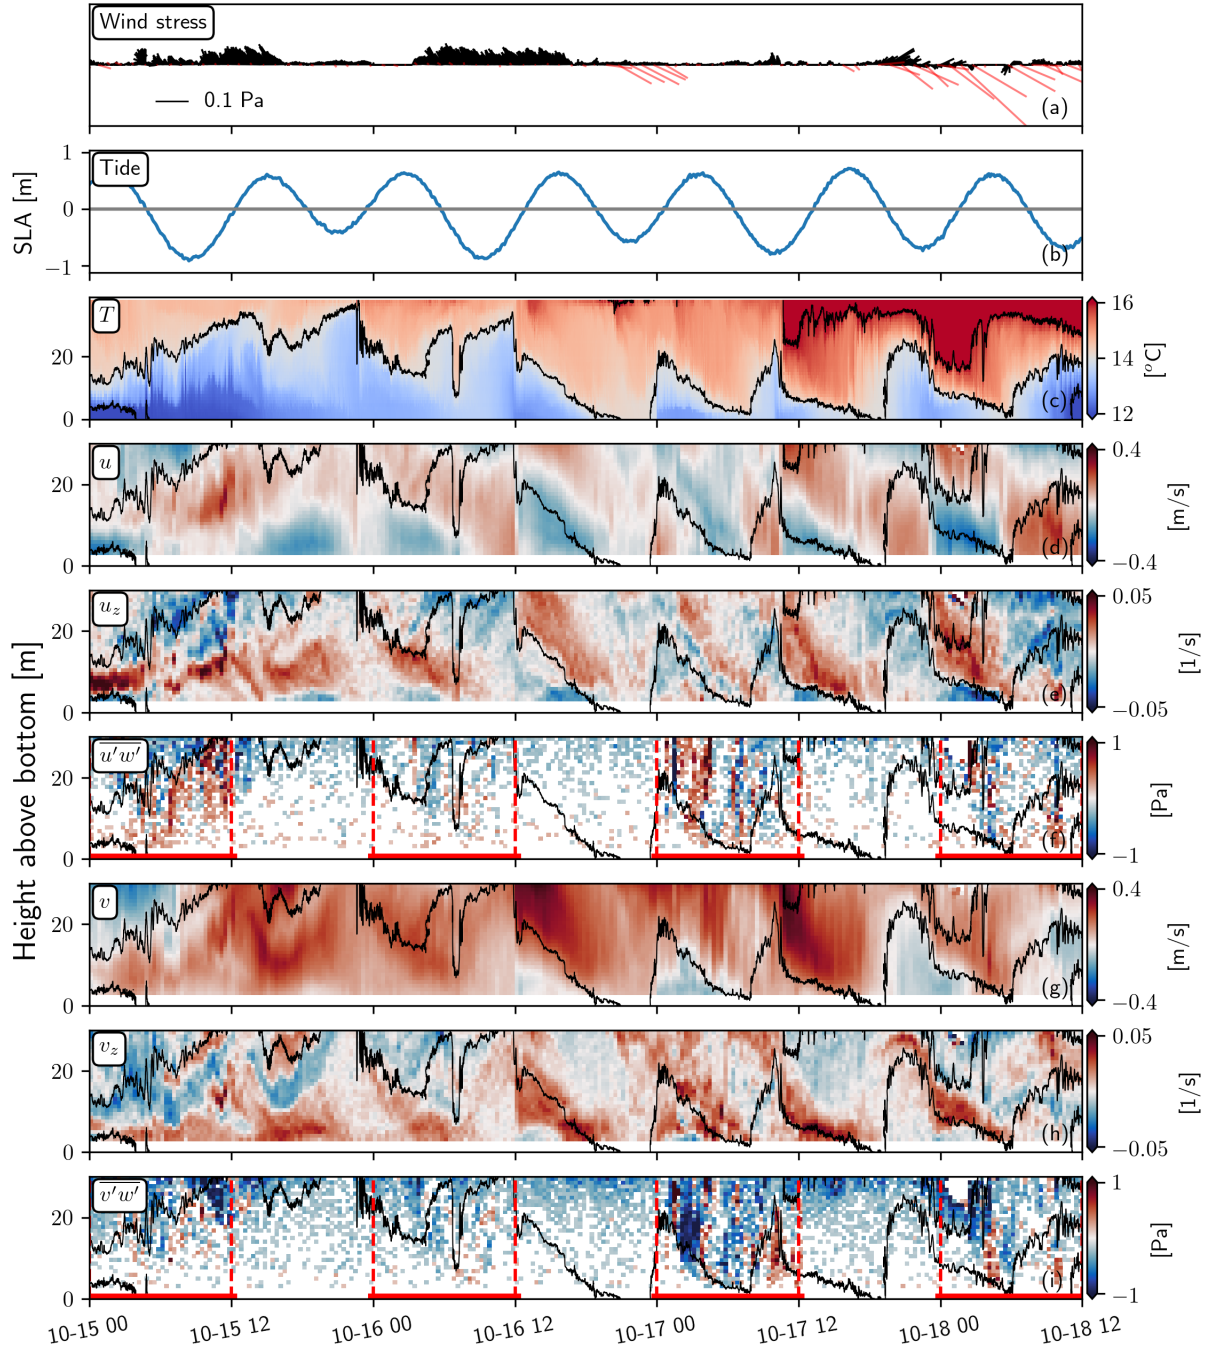 Wind stress
0.1 Pa
(a)
SLA [m]
1
0
−1
Tide
(b)
Height above bottom [m]
20
0
T
(c)
16
14
12
[°C]
20
0
u
(d)
0.4
−0.4
[m/s]
20
0
u_z
(e)
0.05
−0.05
[1/s]
20
0
u′w′
(f)
1
−1
[Pa]
20
0
v
(g)
0.4
−0.4
[m/s]
20
0
v_z
(h)
0.05
−0.05
[1/s]
20
0
v′w′
(i)
1
−1
[Pa]
10-15 00
10-15 12
10-16 00
10-16 12
10-17 00
10-17 12
10-18 00
10-18 12